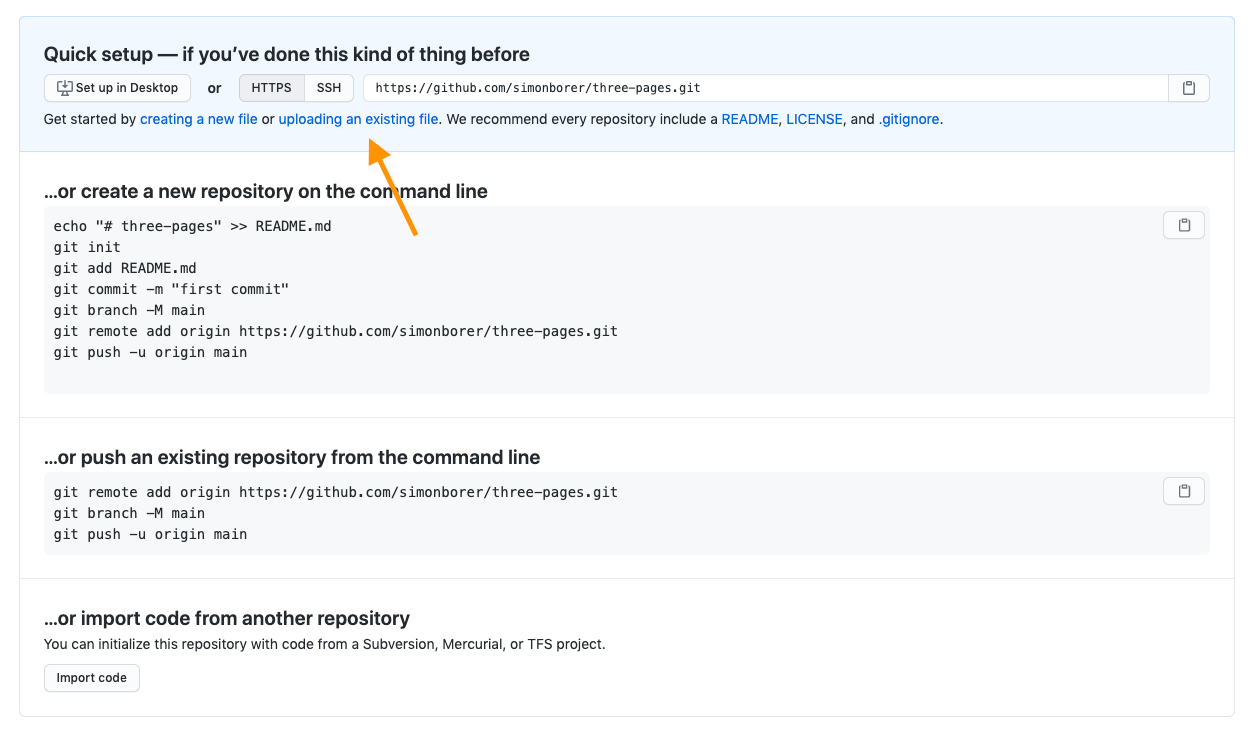 Quick setup — if you’ve done this kind of thing before
Set up in Desktop or HTTPS SSH https://github.com/simonborer/three-pages.git
Get started by creating a new file or uploading an existing file. We recommend every repository include a README, LICENSE, and .gitignore.
…or create a new repository on the command line
echo "# three-pages" >> README.md
git init
git add README.md
git commit -m "first commit"
git branch -M main
git remote add origin https://github.com/simonborer/three-pages.git
git push -u origin main
…or push an existing repository from the command line
git remote add origin https://github.com/simonborer/three-pages.git
git branch -M main
git push -u origin main
…or import code from another repository
You can initialize this repository with code from a Subversion, Mercurial, or TFS project.
Import code